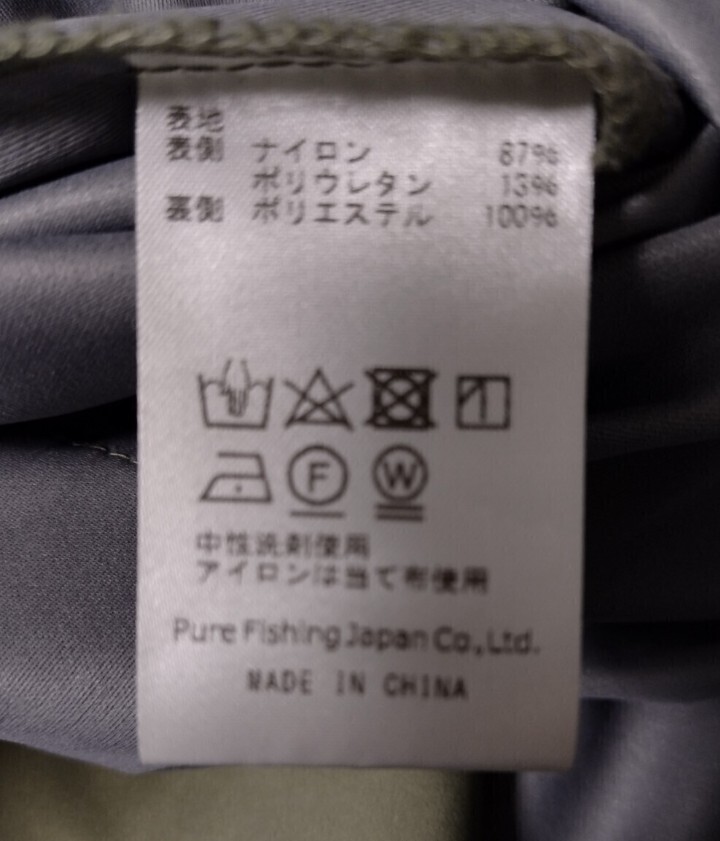 表地
表側 ナイロン 87%
ポリウレタン 13%
裏側 ポリエステル 100%
F W
中性洗剤使用
アイロンは当て布使用
Pure Fishing Japan Co., Ltd.
MADE IN CHINA